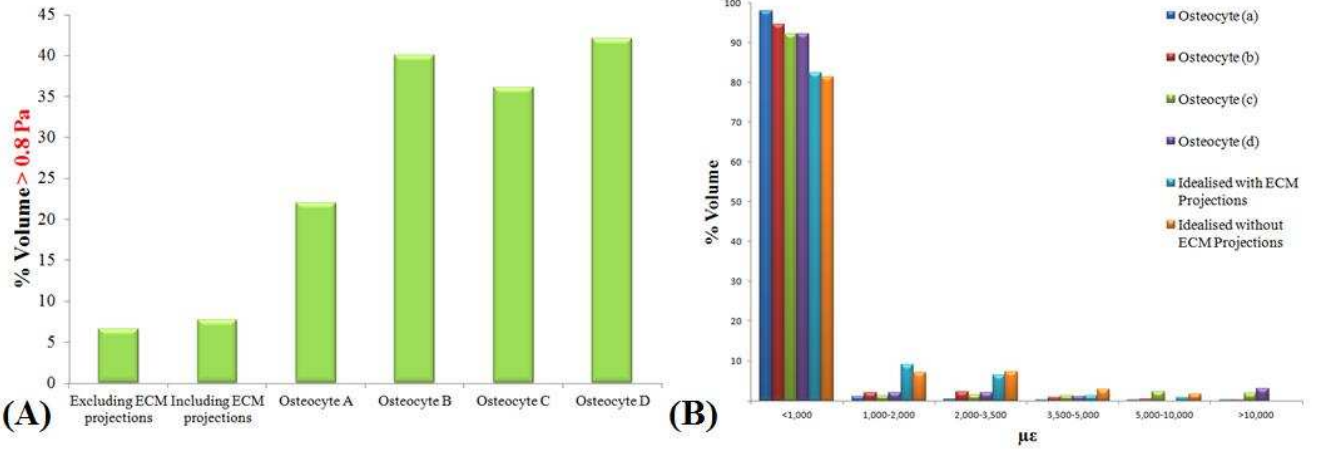 45
40
35
30
25
20
15
10
5
0
% Volume > 0.8 Pa
Excluding ECM
projections
Including ECM
projections
Osteocyte A
Osteocyte B
Osteocyte C
Osteocyte D
(A)
100
90
80
70
60
50
40
30
20
10
% Volume
<1,000
1,000-2,000
2,000-3,500
3,500-5,000
5,000-10,000
>10,000
με
Osteocyte (a)
Osteocyte (b)
Osteocyte (c)
Osteocyte (d)
Idealised with ECM
Projections
Idealised without
ECM Projections
(B)